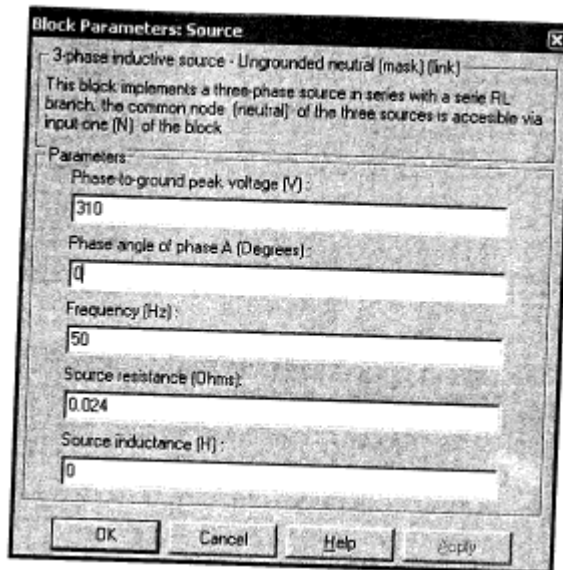 Block Parameters: Source
3-phase inductive source - Ungrounded neutral (mask) (link)
This block implements a three-phase source in series with a serie RL
branch. the common node (neutral) of the three sources is accesible via
input one (N) of the block
Parameters
Phase-to-ground peak voltage (V) :
310
Phase angle of phase A (Degrees) :
0
Frequency (Hz) :
50
Source resistance (Ohms):
0.024
Source inductance (H) :
0
OK
Cancel
Help
Apply